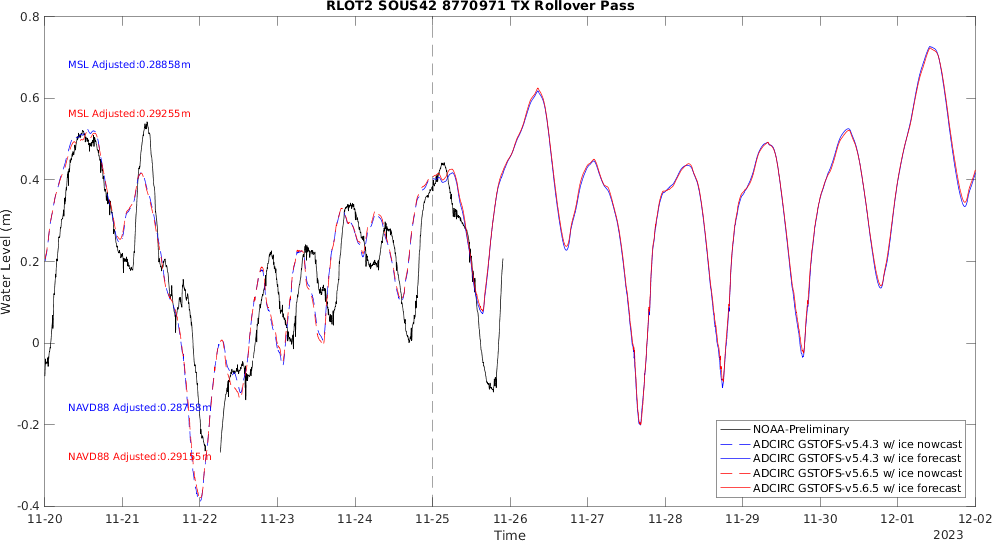 RLOT2 SOUS42 8770971 TX Rollover Pass
0.8
0.6
0.4
0.2
0
-0.2
-0.4
Water Level (m)
MSL Adjusted:0.28858m
MSL Adjusted:0.29255m
NAVD88 Adjusted:0.28758m
NAVD88 Adjusted:0.29155m
NOAA-Preliminary
ADCIRC GSTOFS-v5.4.3 w/ ice nowcast
ADCIRC GSTOFS-v5.4.3 w/ ice forecast
ADCIRC GSTOFS-v5.6.5 w/ ice nowcast
ADCIRC GSTOFS-v5.6.5 w/ ice forecast
11-20 11-21 11-22 11-23 11-24 11-25 11-26 11-27 11-28 11-29 11-30 12-01 12-02
Time
2023